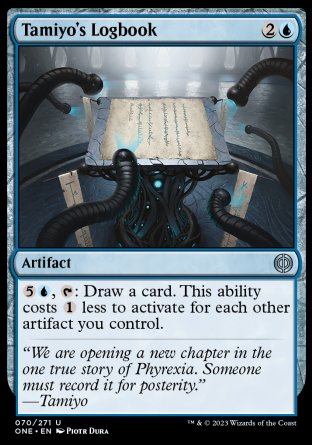 Tamiyo's Logbook 2
Artifact
5 , : Draw a card. This ability
costs 1 less to activate for each other
artifact you control.
“We are opening a new chapter in the
one true story of Phyrexia. Someone
must record it for posterity.”
—Tamiyo
070/271 U
ONE • EN Piotr Dura
™ & © 2023 Wizards of the Coast